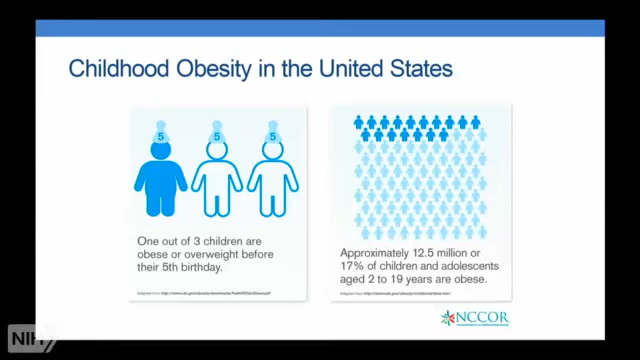 Childhood Obesity in the United States
5 5 5
One out of 3 children are
obese or overweight before
their 5th birthday.
Approximately 12.5 million or
17% of children and adolescents
aged 2 to 19 years are obese.
NCCOR
NIH